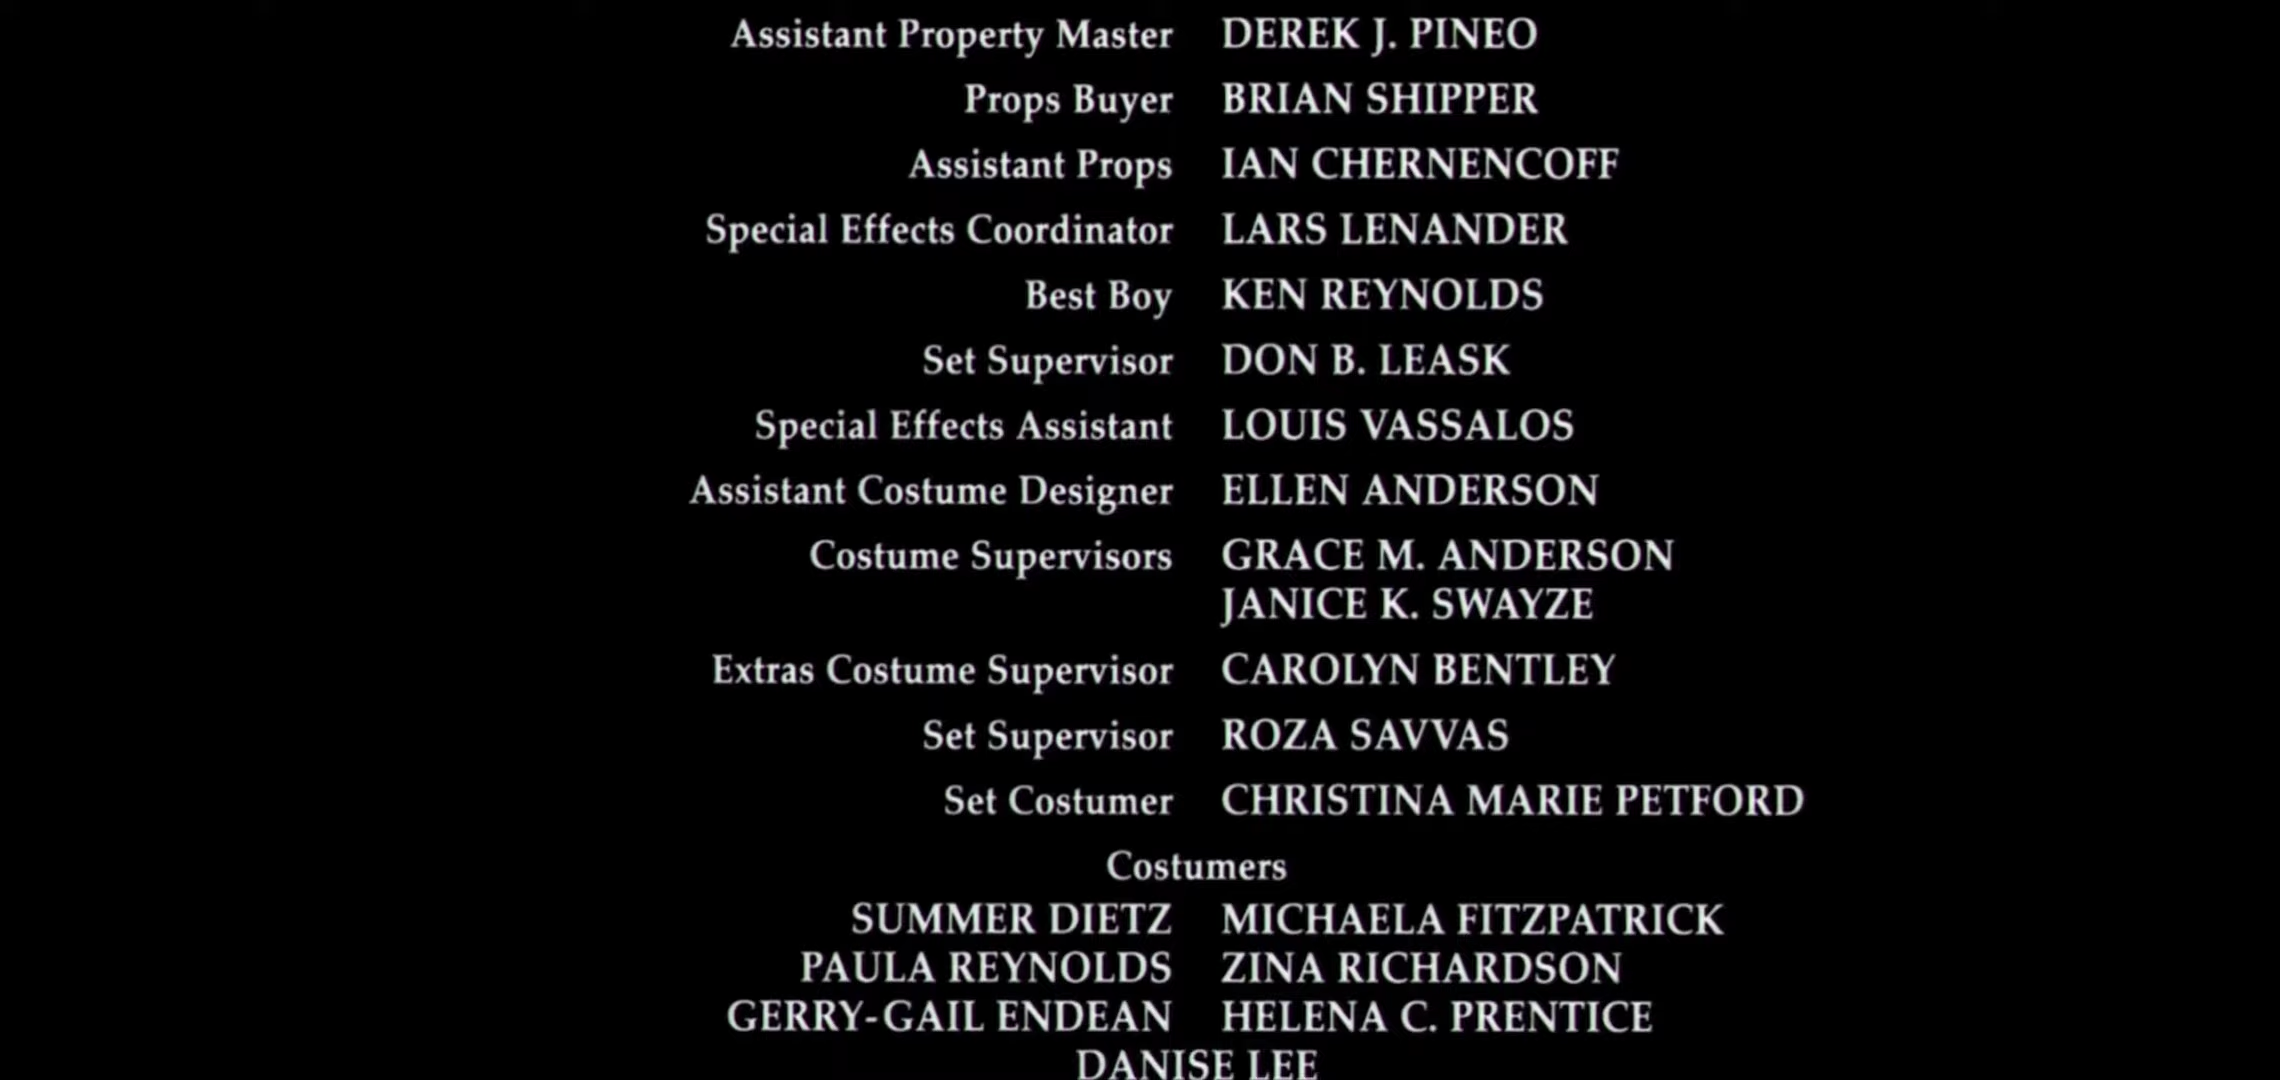 Assistant Property Master DEREK J. PINEO
Props Buyer BRIAN SHIPPER
Assistant Props IAN CHERNENCOFF
Special Effects Coordinator LARS LENANDER
Best Boy KEN REYNOLDS
Set Supervisor DON B. LEASK
Special Effects Assistant LOUIS VASSALOS
Assistant Costume Designer ELLEN ANDERSON
Costume Supervisors GRACE M. ANDERSON
JANICE K. SWAYZE
Extras Costume Supervisor CAROLYN BENTLEY
Set Supervisor ROZA SAVVAS
Set Costumer CHRISTINA MARIE PETFORD
Costumers
SUMMER DIETZ MICHAELA FITZPATRICK
PAULA REYNOLDS ZINA RICHARDSON
GERRY-GAIL ENDEAN HELENA C. PRENTICE
DANISE LEE